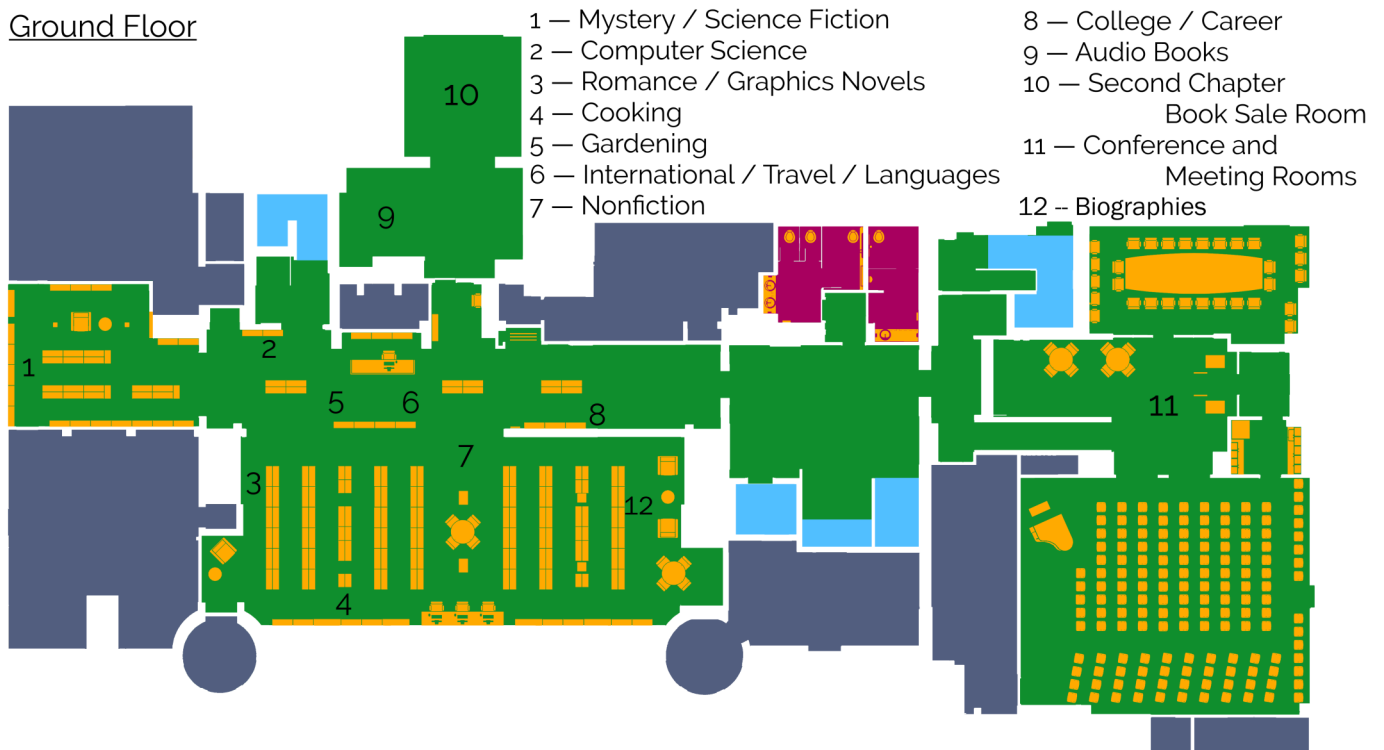 Ground Floor
1 — Mystery / Science Fiction
2 — Computer Science
3 — Romance / Graphics Novels
4 — Cooking
5 — Gardening
6 — International / Travel / Languages
7 — Nonfiction
8 — College / Career
9 — Audio Books
10 — Second Chapter
Book Sale Room
11 — Conference and
Meeting Rooms
12 -- Biographies
10
9
2
1
5
6
8
11
7
3
12
4